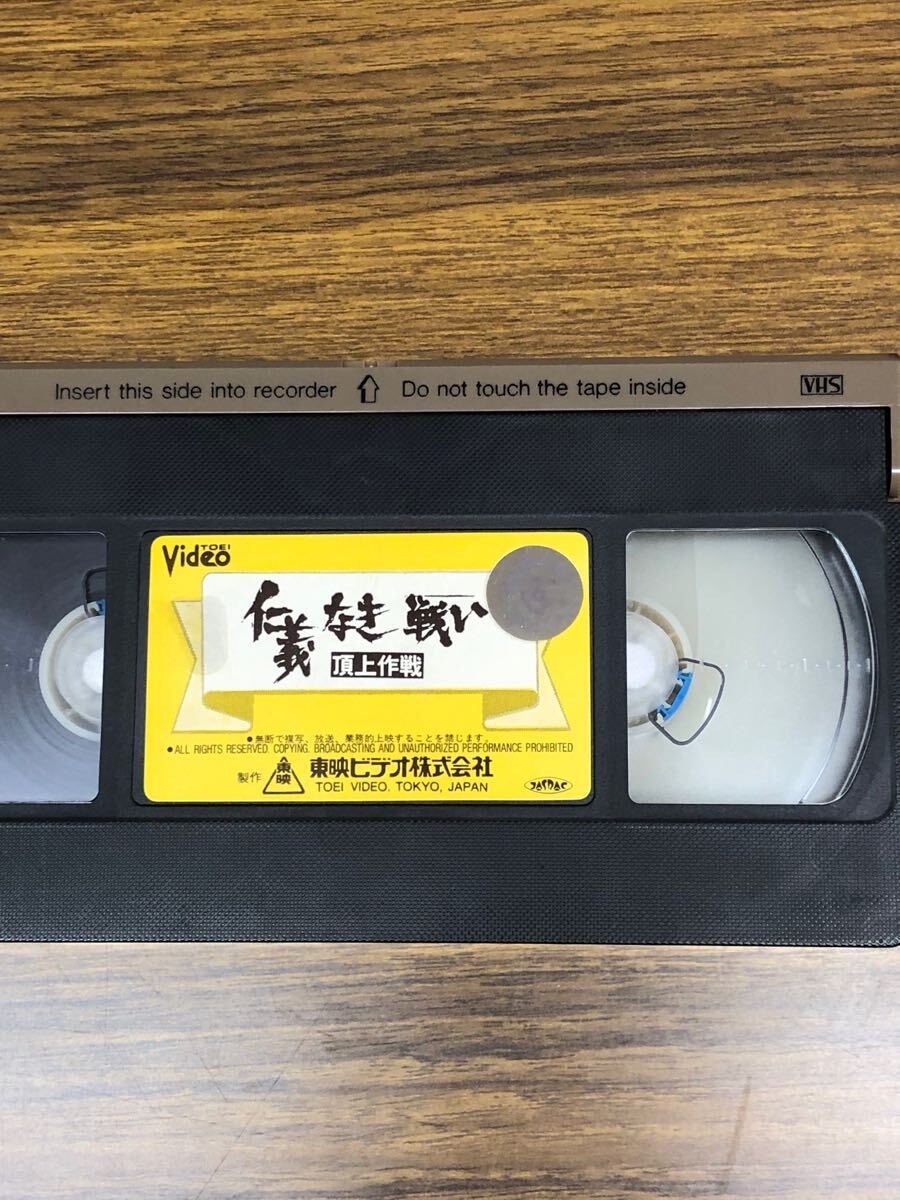 Insert this side into recorder ⇧ Do not touch the tape inside VHS
TOEI
Video
仁義なき戦い
頂上作戦
●無断で複写、放送、業務的上映することを禁じます。
●ALL RIGHTS RESERVED. COPYING. BROADCASTING AND UNAUTHORIZED PERFORMANCE PROHIBITED
製作 東映 東映ビデオ株式会社
TOEI VIDEO. TOKYO, JAPAN
JASRAC